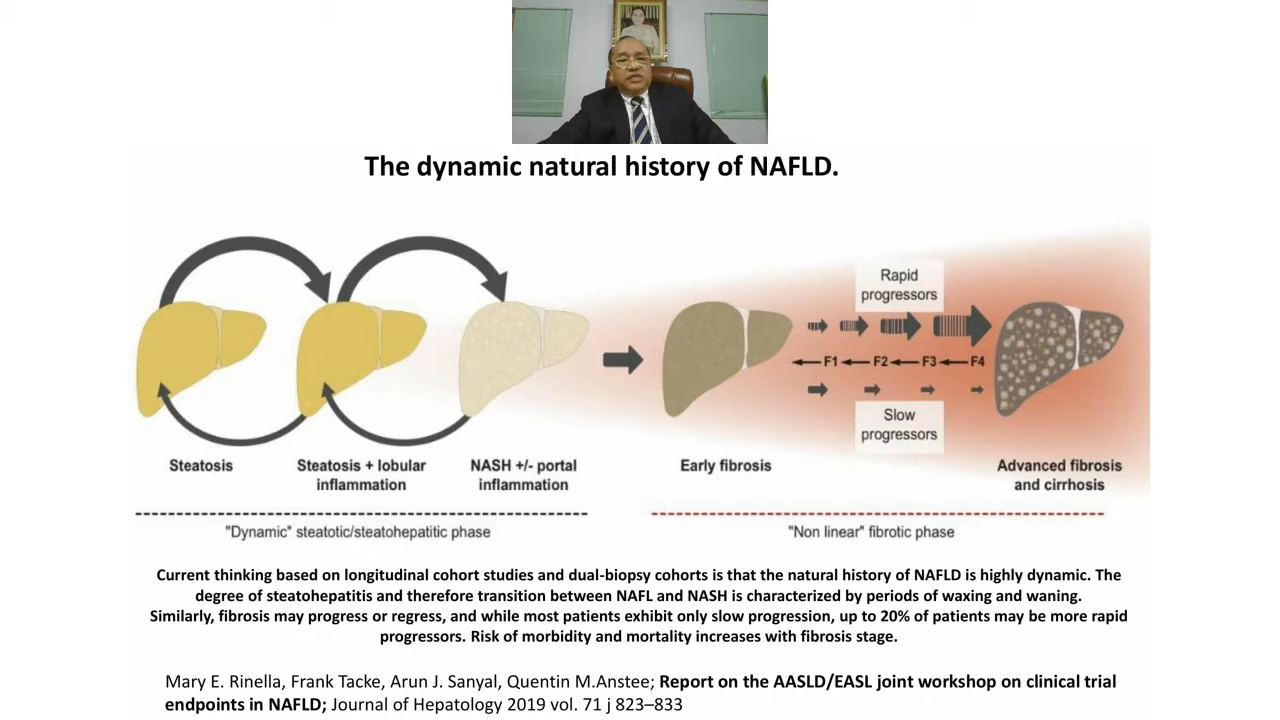 The dynamic natural history of NAFLD.
Rapid
progressors
F1 F2 F3 F4
Slow
progressors
Steatosis
Steatosis + lobular
inflammation
NASH +/- portal
inflammation
Early fibrosis
Advanced fibrosis
and cirrhosis
"Dynamic" steatotic/steatohepatitic phase
"Non linear" fibrotic phase
Current thinking based on longitudinal cohort studies and dual-biopsy cohorts is that the natural history of NAFLD is highly dynamic. The
degree of steatohepatitis and therefore transition between NAFL and NASH is characterized by periods of waxing and waning.
Similarly, fibrosis may progress or regress, and while most patients exhibit only slow progression, up to 20% of patients may be more rapid
progressors. Risk of morbidity and mortality increases with fibrosis stage.
Mary E. Rinella, Frank Tacke, Arun J. Sanyal, Quentin M.Anstee; Report on the AASLD/EASL joint workshop on clinical trial
endpoints in NAFLD; Journal of Hepatology 2019 vol. 71 j 823–833